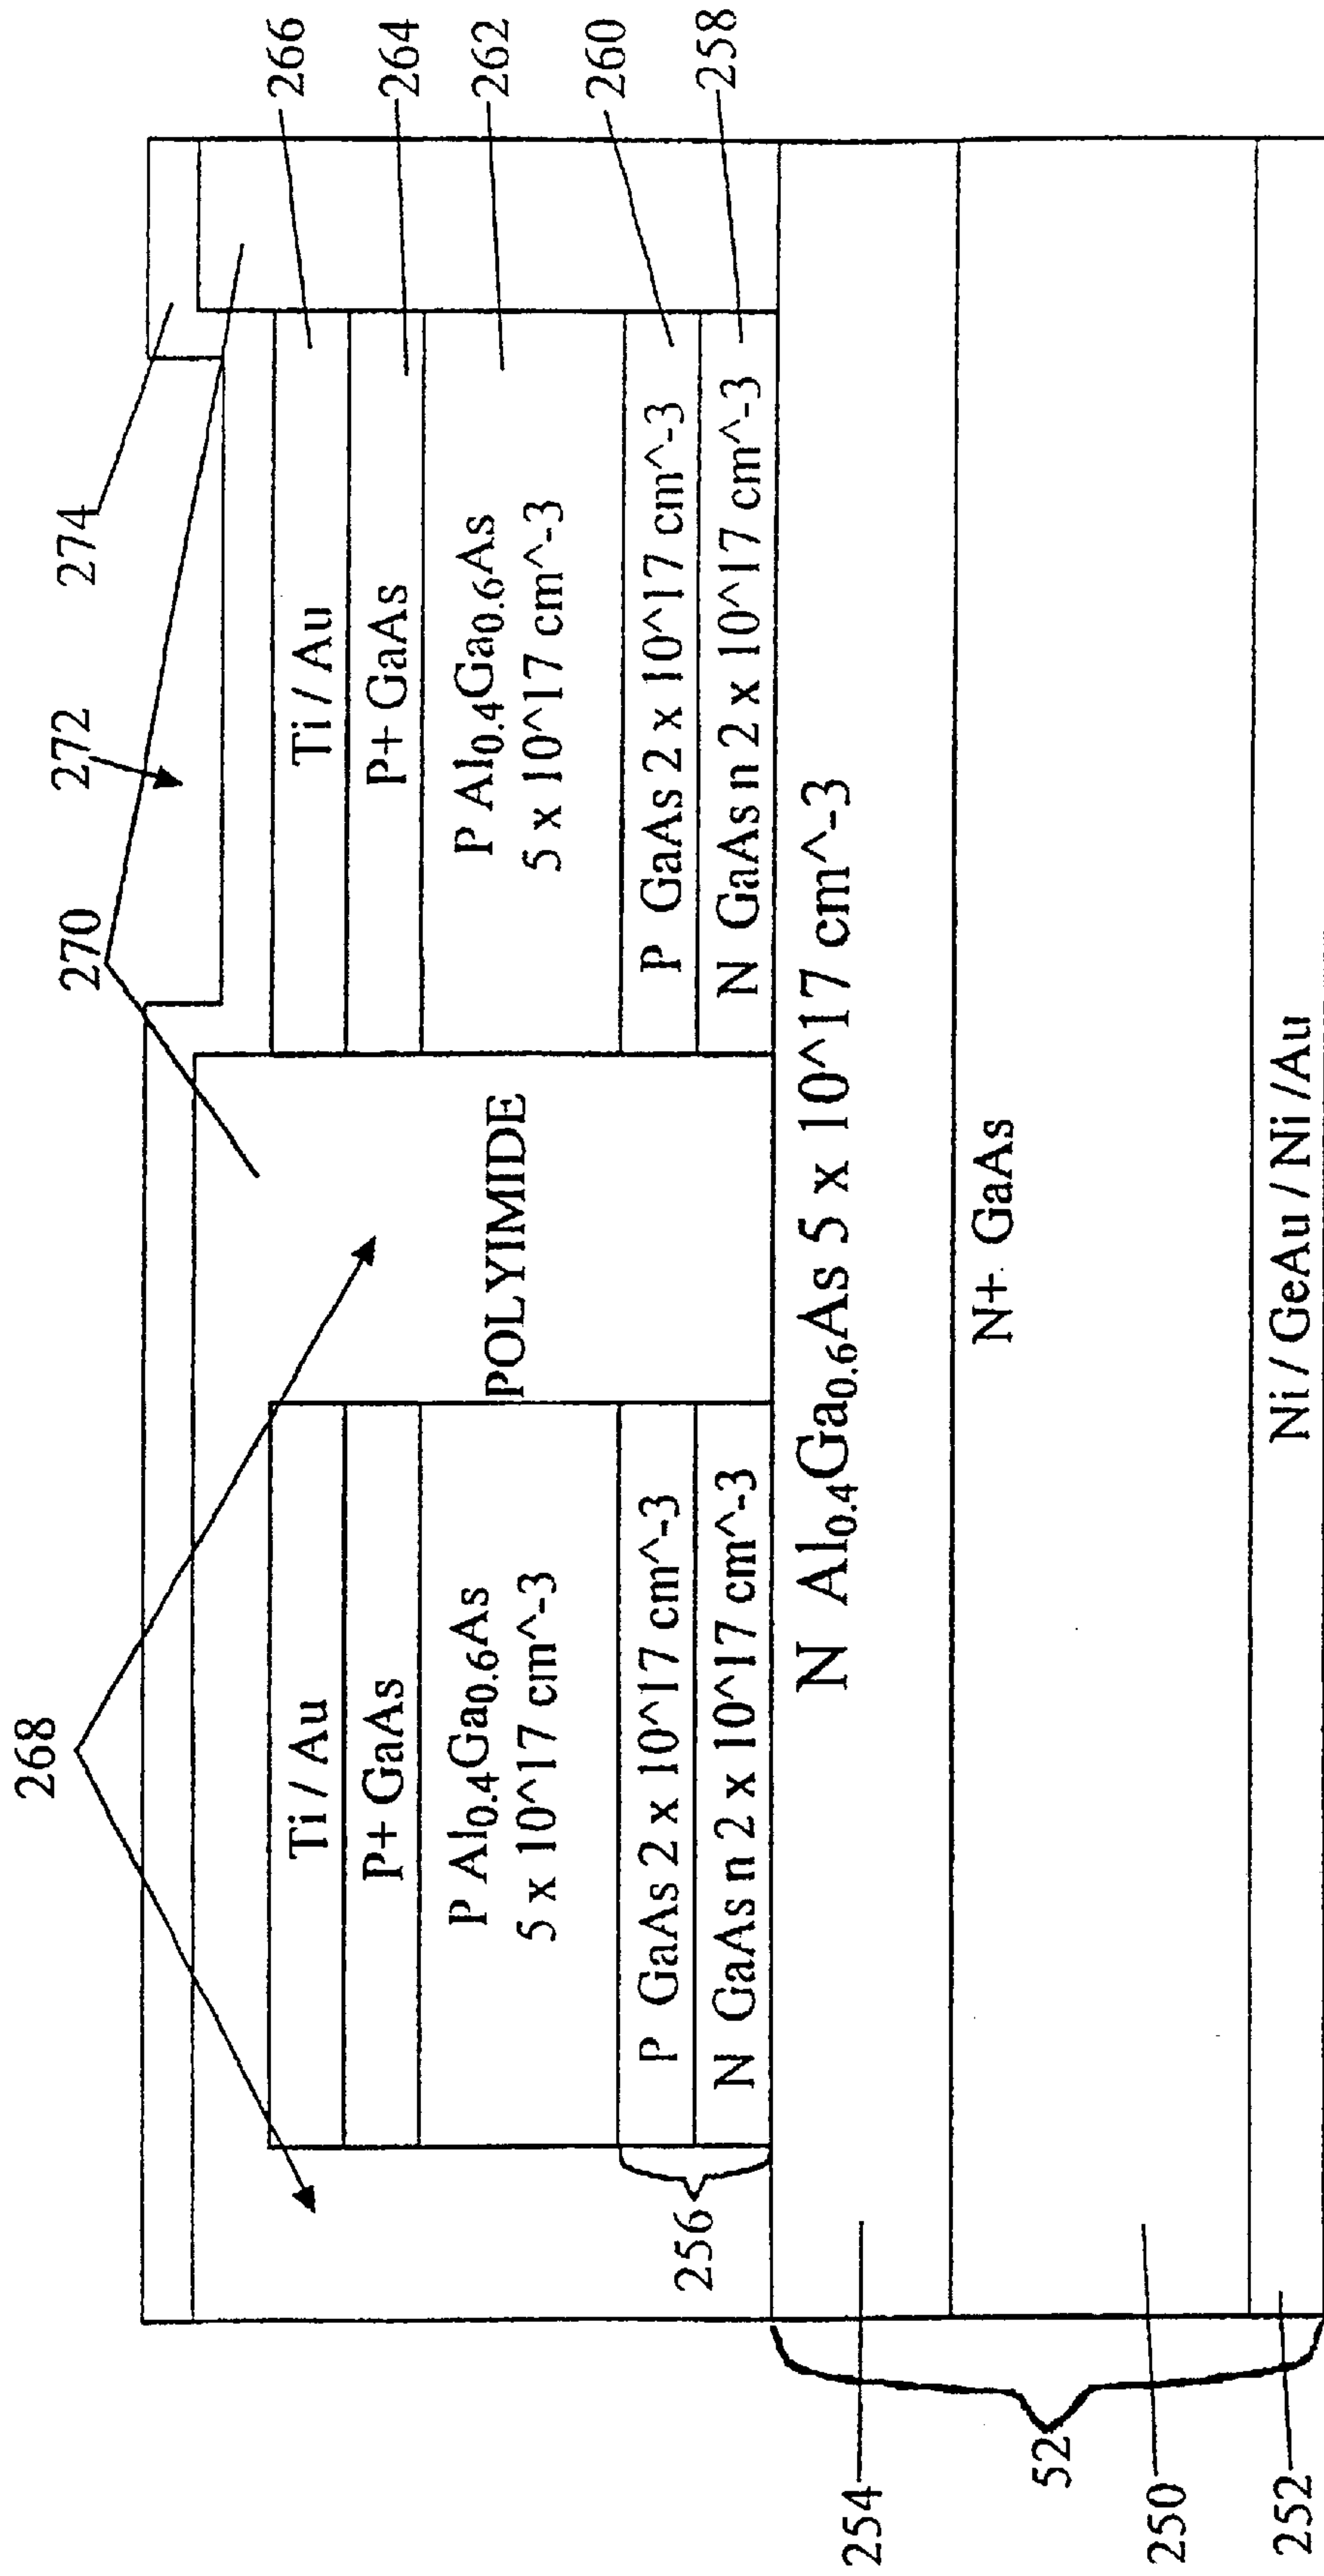 268
270
272
274
266
264
262
260
258
Ti / Au
P+ GaAs
P Al0.4Ga0.6As
5 x 10^17 cm^-3
P GaAs 2 x 10^17 cm^-3
N GaAs n 2 x 10^17 cm^-3
POLYIMIDE
Ti / Au
P+ GaAs
P Al0.4Ga0.6As
5 x 10^17 cm^-3
P GaAs 2 x 10^17 cm^-3
N GaAs n 2 x 10^17 cm^-3
256
N Al0.4Ga0.6As 5 x 10^17 cm^-3
N+ GaAs
Ni / GeAu / Ni /Au
254
52
250
252